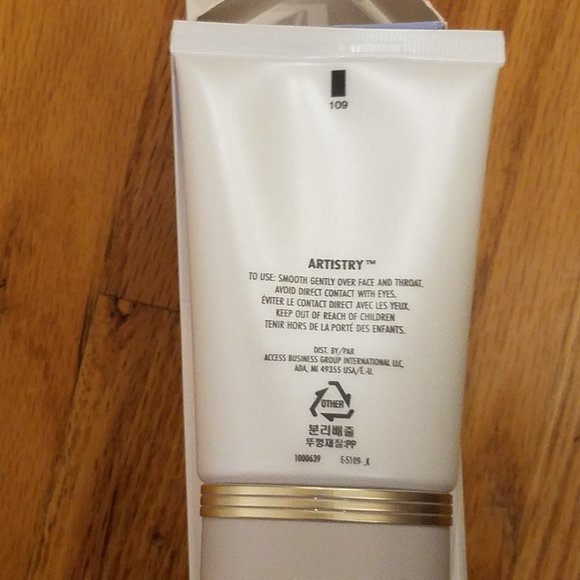 109
ARTISTRY™
TO USE: SMOOTH GENTLY OVER FACE AND THROAT.
AVOID DIRECT CONTACT WITH EYES.
ÉVITER LE CONTACT DIRECT AVEC LES YEUX.
KEEP OUT OF REACH OF CHILDREN
TENIR HORS DE LA PORTÉ DES ENFANTS.
DIST. BY/PAR
ACCESS BUSINESS GROUP INTERNATIONAL LLC,
ADA, MI 49355 USA/É.-U.
OTHER
분리배출
뚜껑재질:PP
1000639 E-5109-,K